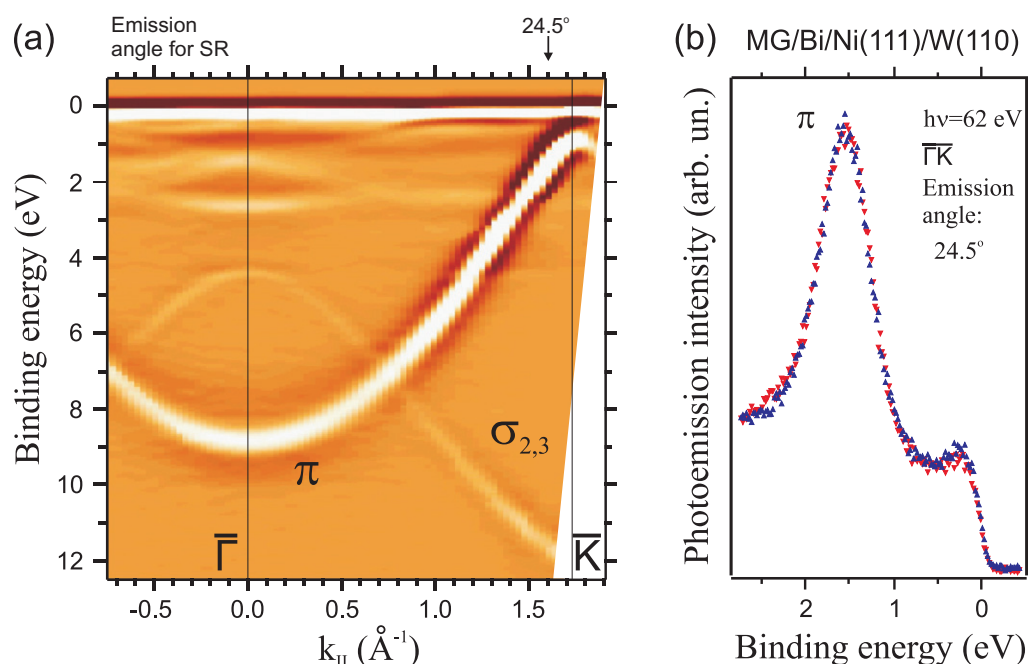 (a)
Emission
angle for SR
24.5°
Binding energy (eV)
0
2
4
6
8
10
12
π
σ2,3
Γ̅
K̅
-0.5
0.0
0.5
1.0
1.5
k|| (Å-1)
(b)
MG/Bi/Ni(111)/W(110)
Photoemission intensity (arb. un.)
π
hν=62 eV
Γ̅K̅
Emission
angle:
24.5°
2
1
0
Binding energy (eV)